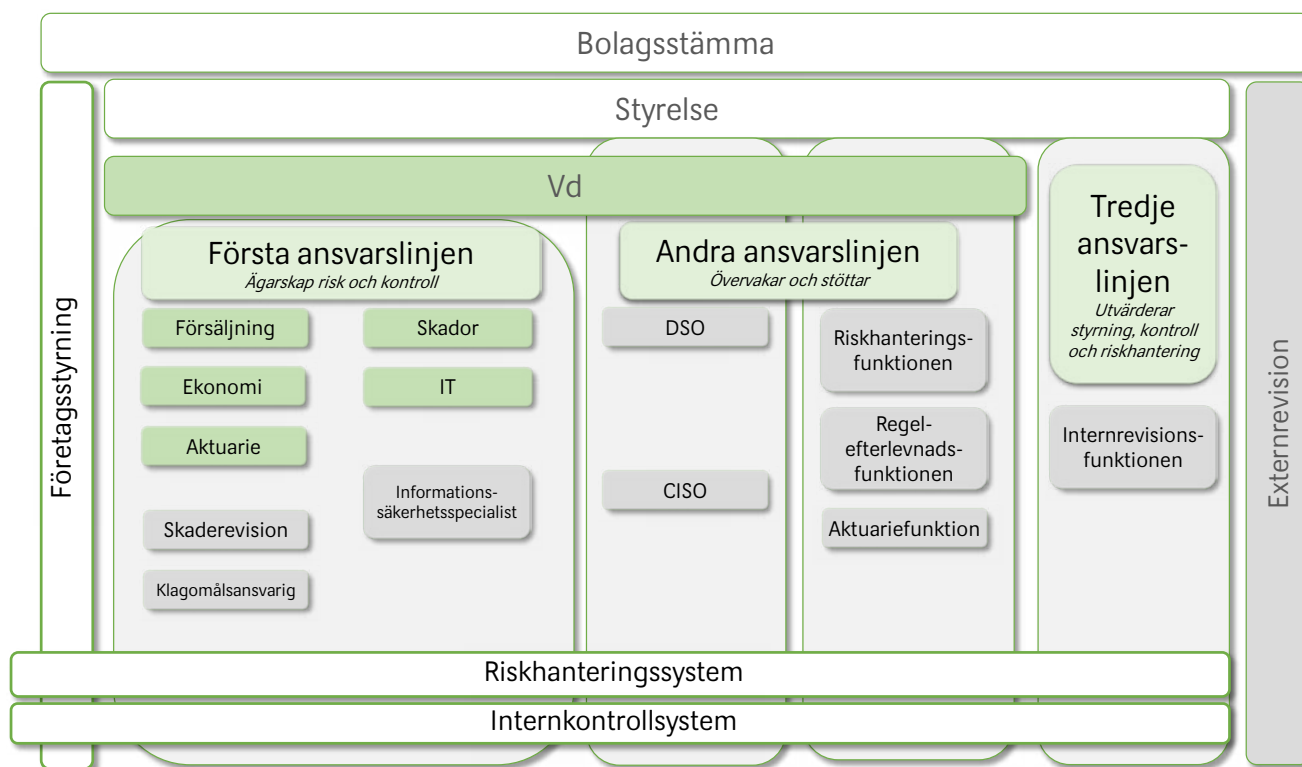 Bolagsstämma
Styrelse
Vd
Företagsstyrning
Externrevision
Första ansvarslinjen
Ägarskap risk och kontroll
Försäljning
Skador
Ekonomi
IT
Aktuarie
Informations-
säkerhetsspecialist
Skaderevision
Klagomålsansvarig
Andra ansvarslinjen
Övervakar och stöttar
DSO
CISO
Riskhanterings-
funktionen
Regel-
efterlevnads-
funktionen
Aktuariefunktion
Tredje
ansvars-
linjen
Utvärderar
styrning, kontroll
och riskhantering
Internrevisions-
funktionen
Riskhanteringssystem
Internkontrollsystem